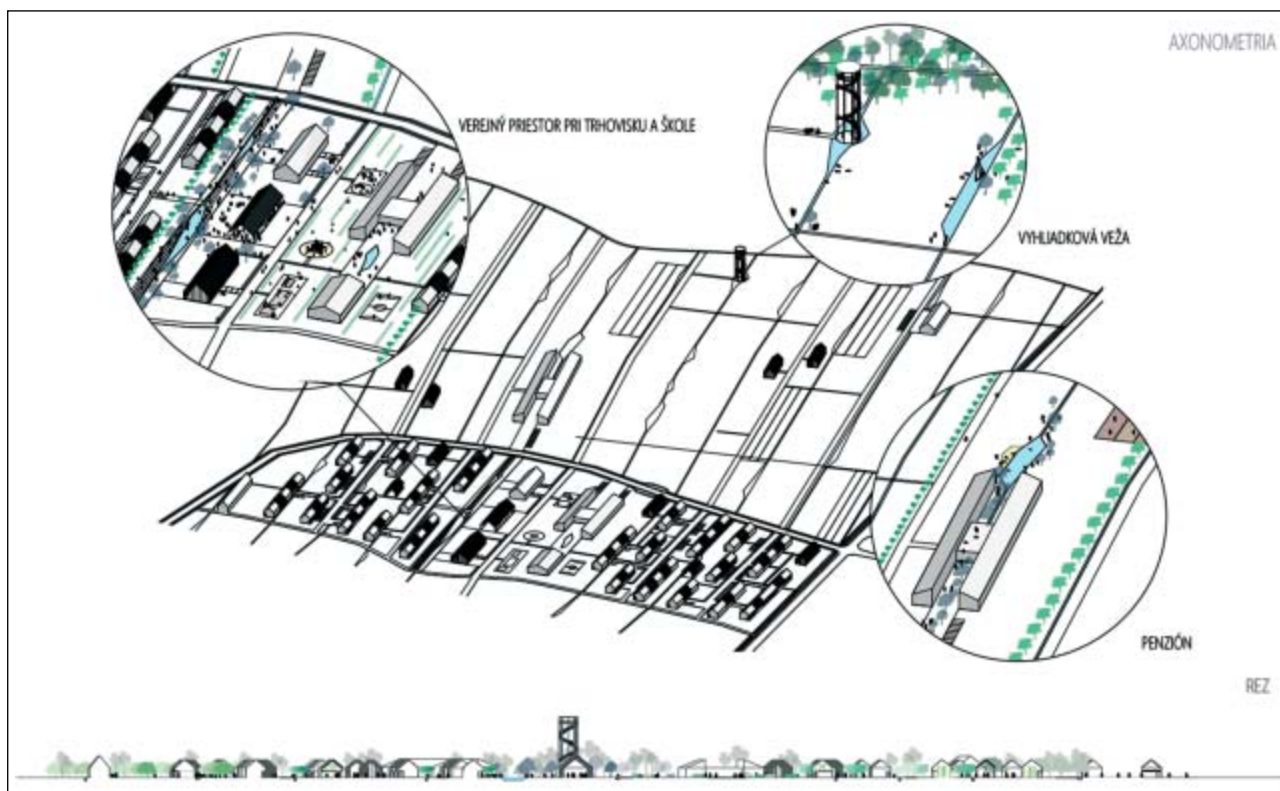 AXONOMETRIA
VEREJNÝ PRIESTOR PRI TRHOVISKU A ŠKOLE
VYHLIADKOVÁ VEŽA
PENZIÓN
REZ